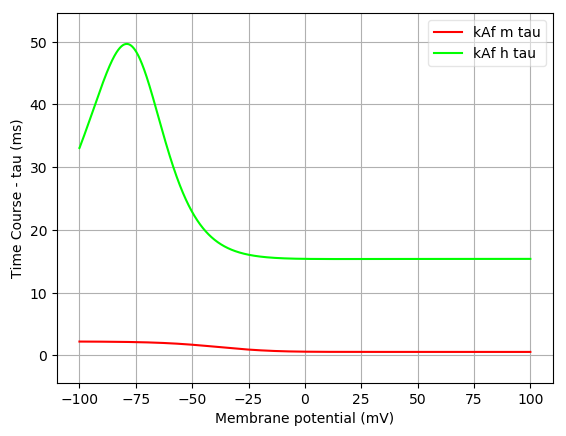 kAf m tau
kAf h tau
50
40
30
20
10
0
Time Course - tau (ms)
−100 −75 −50 −25 0 25 50 75 100
Membrane potential (mV)